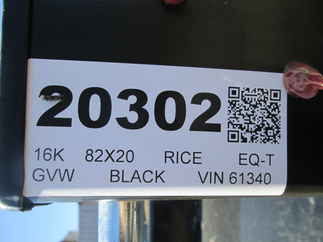 20302
16K 82X20 RICE EQ-T
GVW BLACK VIN 61340